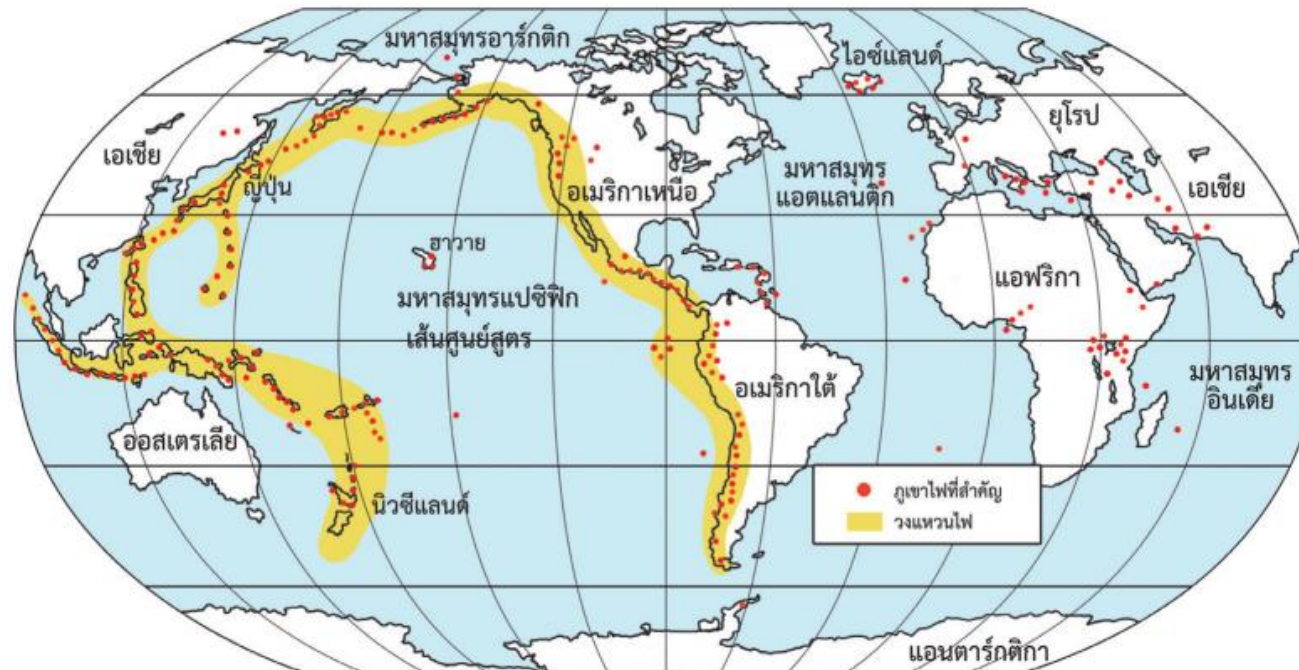 มหาสมุทรอาร์กติก
ไอซ์แลนด์
ยุโรป
เอเชีย
ญี่ปุ่น
อเมริกาเหนือ
มหาสมุทร
แอตแลนติก
เอเชีย
ฮาวาย
แอฟริกา
มหาสมุทรแปซิฟิก
เส้นศูนย์สูตร
อเมริกาใต้
มหาสมุทร
อินเดีย
ออสเตรเลีย
นิวซีแลนด์
ภูเขาไฟที่สำคัญ
วงแหวนไฟ
แอนตาร์กติกา